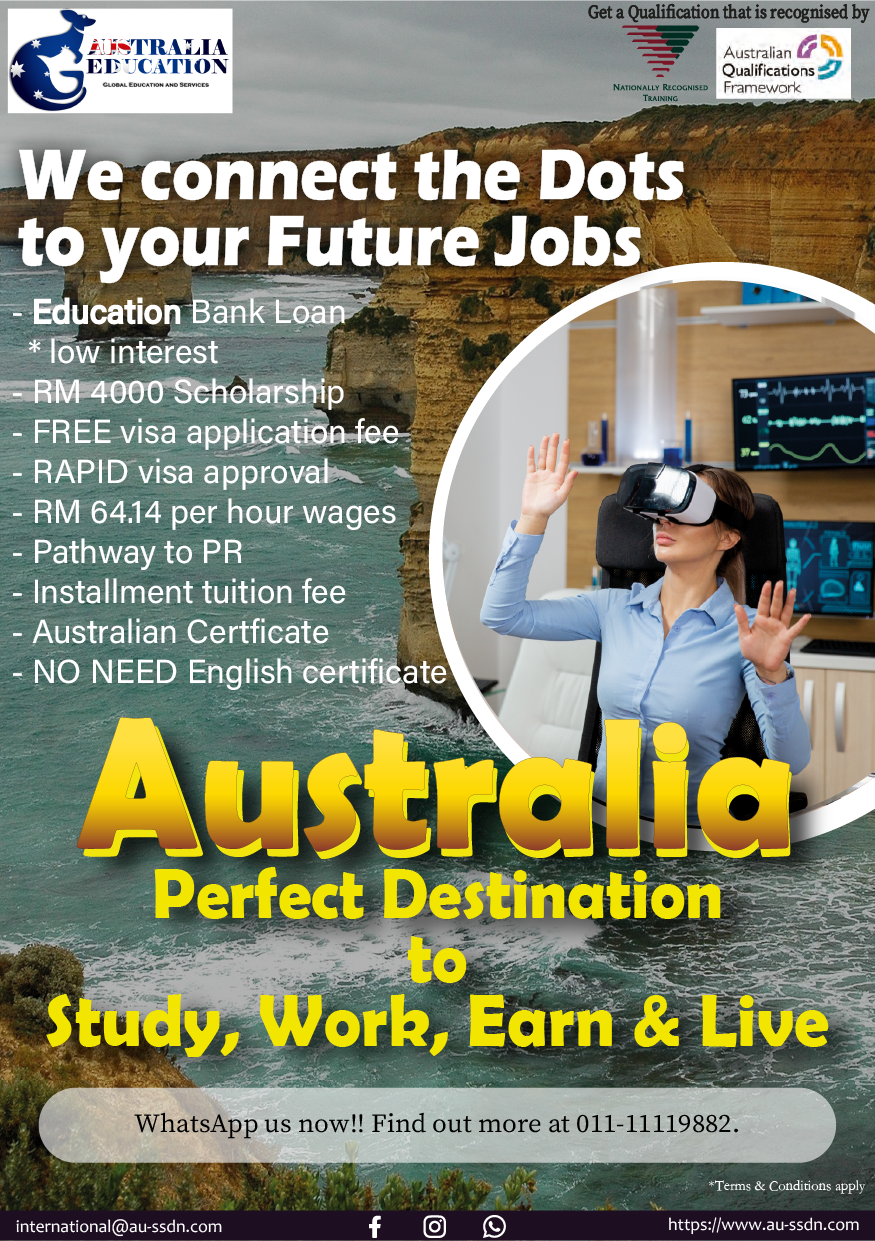 Get a Qualification that is recognised by
AUSTRALIA
EDUCATION
GLOBAL EDUCATION AND SERVICES
NATIONALLY RECOGNISED
TRAINING
Australian
Qualifications
Framework
We connect the Dots
to your Future Jobs
- Education Bank Loan
* low interest
- RM 4000 Scholarship
- FREE visa application fee
- RAPID visa approval
- RM 64.14 per hour wages
- Pathway to PR
- Installment tuition fee
- Australian Certficate
- NO NEED English certificate
Australia
Perfect Destination
to
Study, Work, Earn & Live
WhatsApp us now!! Find out more at 011-11119882.
*Terms & Conditions apply
international@au-ssdn.com
https://www.au-ssdn.com